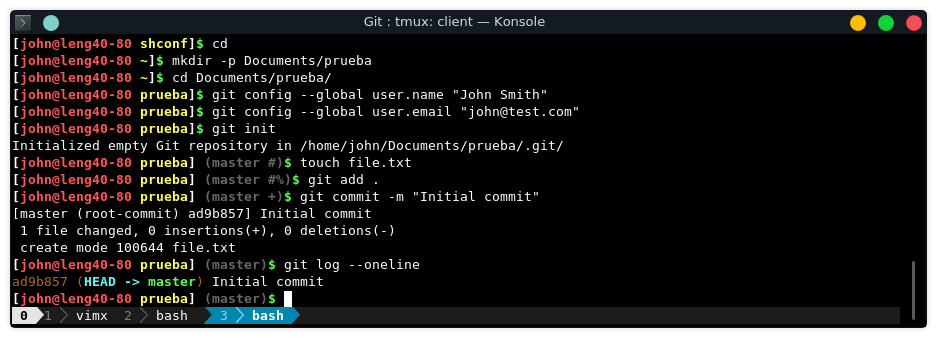 Git : tmux: client — Konsole
[john@leng40-80 shconf]$ cd
[john@leng40-80 ~]$ mkdir -p Documents/prueba
[john@leng40-80 ~]$ cd Documents/prueba/
[john@leng40-80 prueba]$ git config --global user.name "John Smith"
[john@leng40-80 prueba]$ git config --global user.email "john@test.com"
[john@leng40-80 prueba]$ git init
Initialized empty Git repository in /home/john/Documents/prueba/.git/
[john@leng40-80 prueba] (master #)$ touch file.txt
[john@leng40-80 prueba] (master #%)$ git add .
[john@leng40-80 prueba] (master +)$ git commit -m "Initial commit"
[master (root-commit) ad9b857] Initial commit
 1 file changed, 0 insertions(+), 0 deletions(-)
 create mode 100644 file.txt
[john@leng40-80 prueba] (master)$ git log --oneline
ad9b857 (HEAD -> master) Initial commit
[john@leng40-80 prueba] (master)$
0 1 vimx 2 bash 3 bash